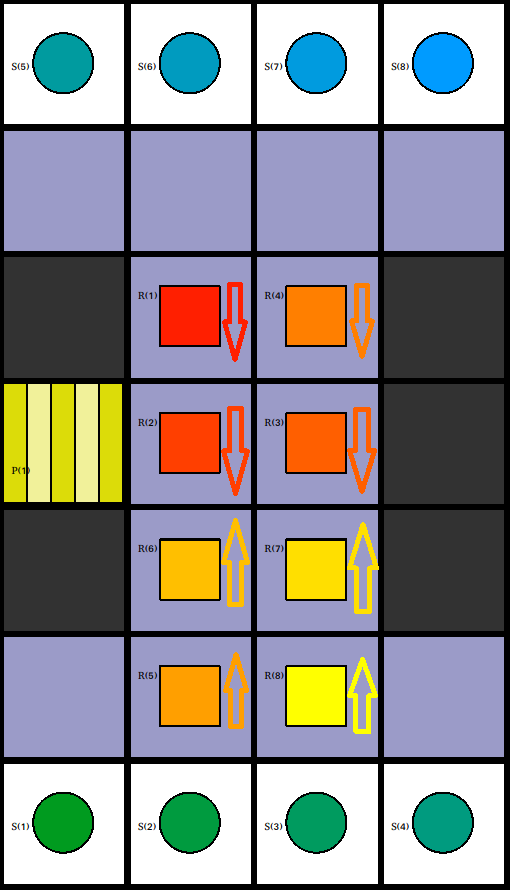 S(5) S(6) S(7) S(8)
R(1) R(4)
R(2) R(3)
P(1)
R(6) R(7)
R(5) R(8)
S(1) S(2) S(3) S(4)